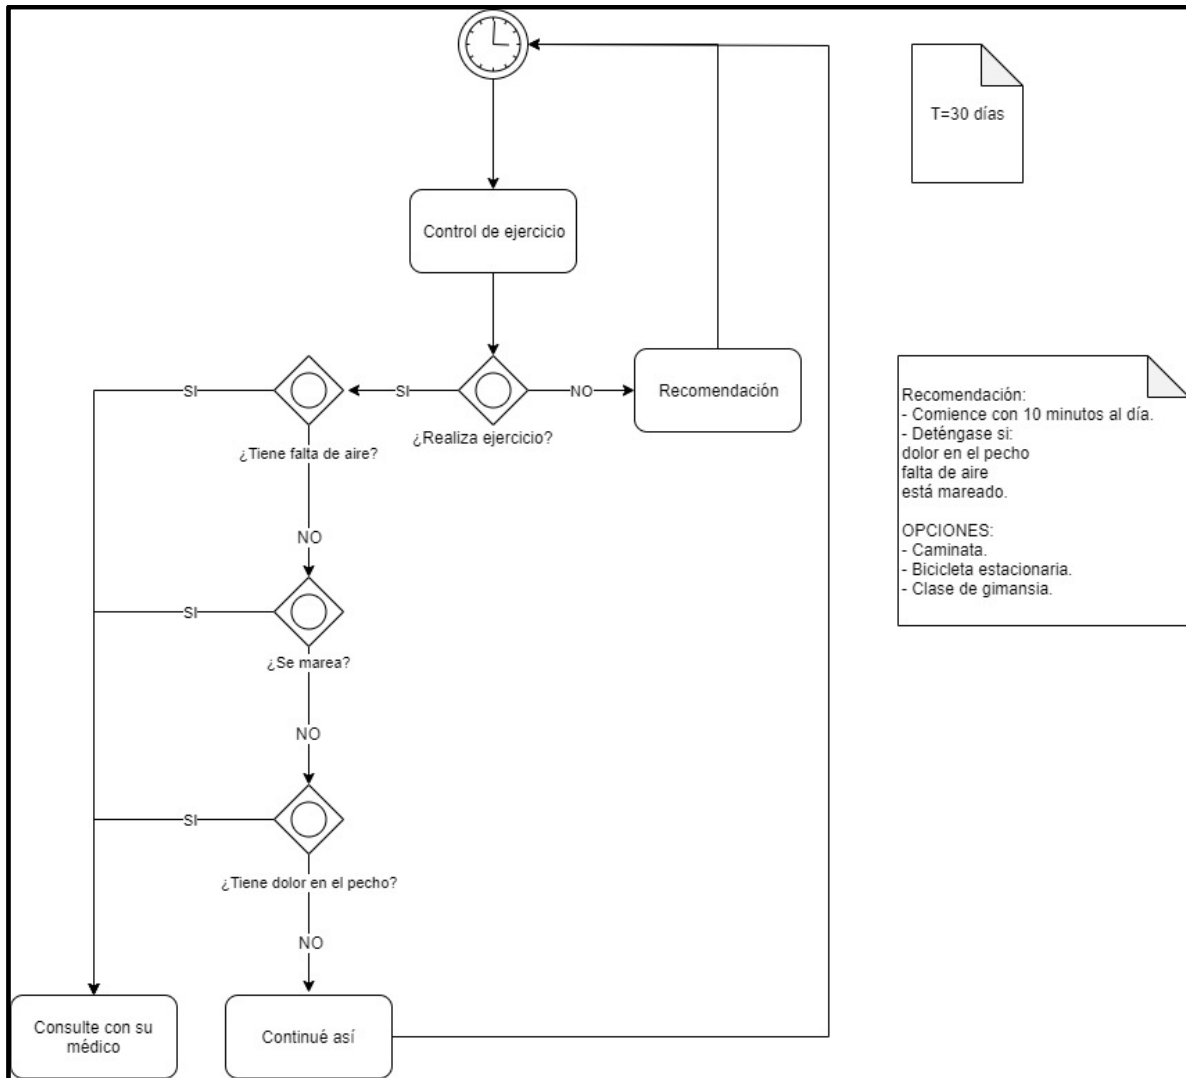 T=30 días
Control de ejercicio
SI
SI
NO
Recomendación
¿Realiza ejercicio?
¿Tiene falta de aire?
Recomendación:
- Comience con 10 minutos al día.
- Deténgase si:
dolor en el pecho
falta de aire
está mareado.
OPCIONES:
- Caminata.
- Bicicleta estacionaria.
- Clase de gimansia.
NO
SI
¿Se marea?
NO
SI
¿Tiene dolor en el pecho?
NO
Consulte con su
médico
Continué así